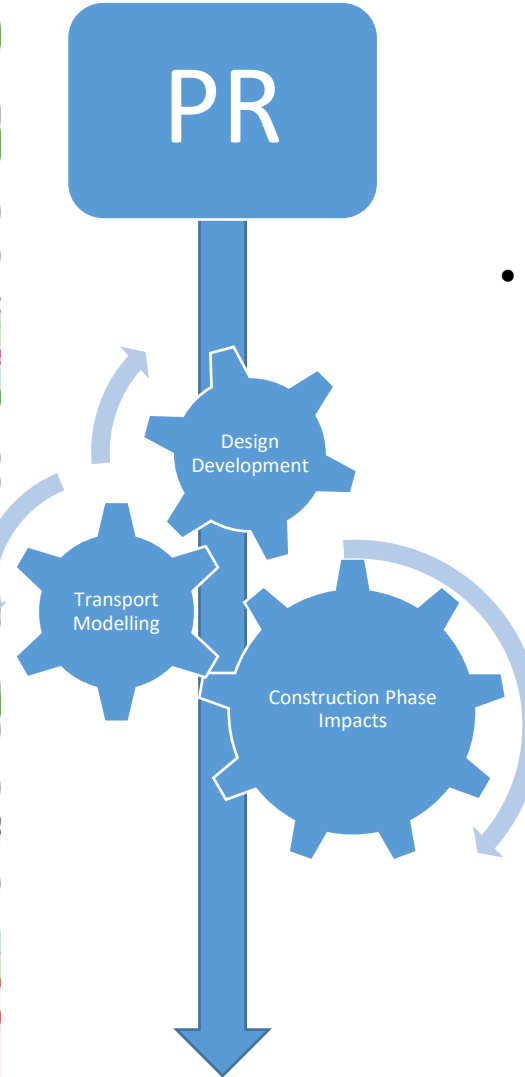 PR
•
Design
Development
Transport
Modelling
Construction Phase
Impacts